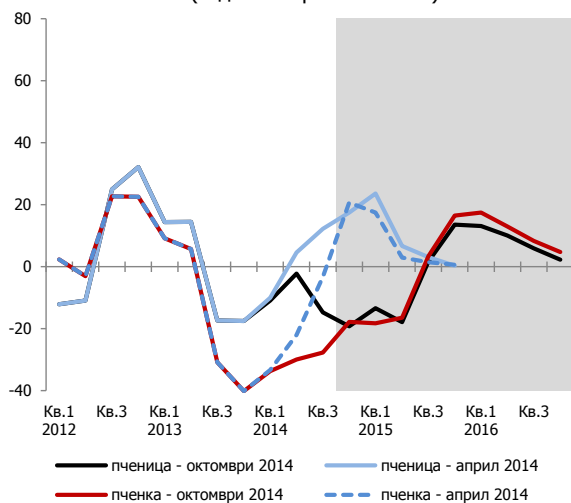 80
60
40
20
0
-20
-40
Кв.1 Кв.3 Кв.1 Кв.3 Кв.1 Кв.3 Кв.1 Кв.3 Кв.1 Кв.3
2012 2013 2014 2015 2016
пченица - октомври 2014 пченица - април 2014
пченка - октомври 2014 пченка - април 2014